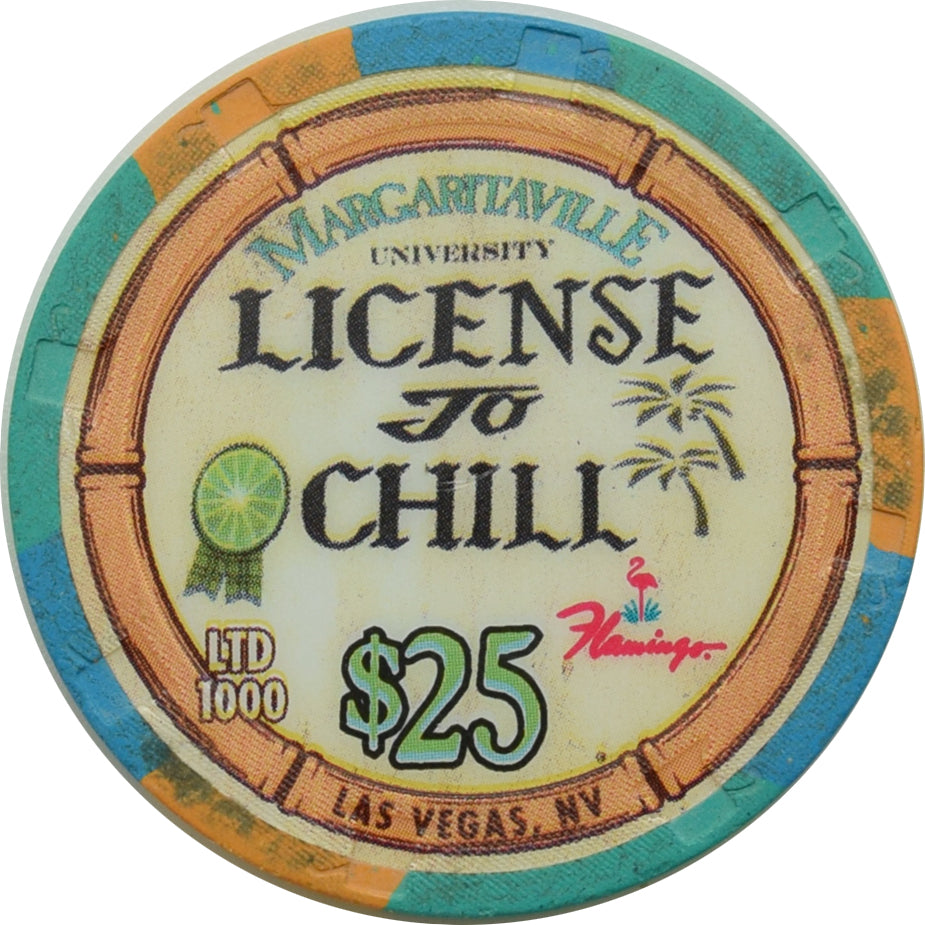 MARGARITAVILLE
UNIVERSITY
LICENSE
TO
CHILL
Flamingo
LTD
1000
$25
LAS VEGAS, NV